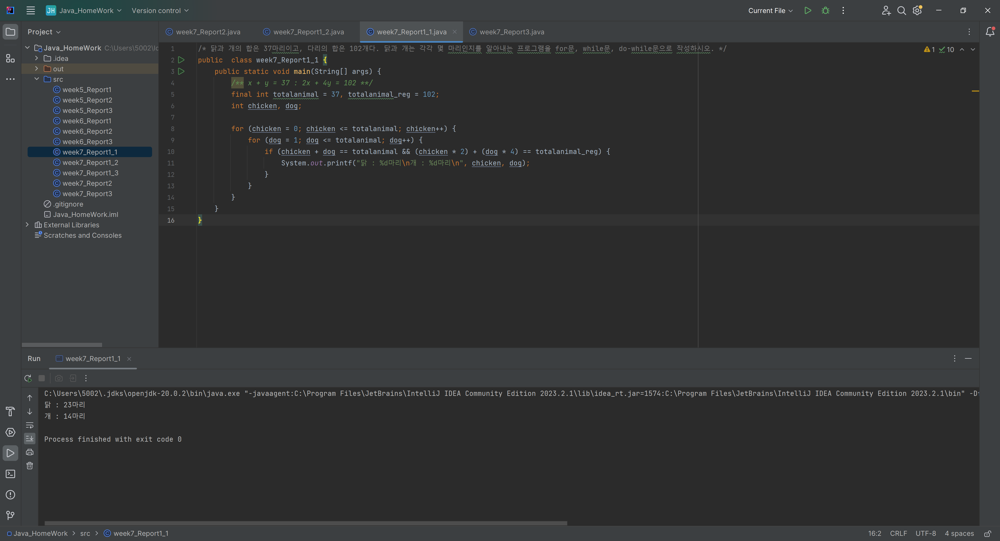 JH Java_HomeWork Version control Current File
Project
week7_Report2.java week7_Report1_2.java week7_Report1_1.java week7_Report3.java
Java_HomeWork C:\Users\5002\Id
.idea
out
src
week5_Report1
week5_Report2
week5_Report3
week6_Report1
week6_Report2
week6_Report3
week7_Report1_1
week7_Report1_2
week7_Report1_3
week7_Report2
week7_Report3
.gitignore
Java_HomeWork.iml
External Libraries
Scratches and Consoles
1 /* 닭과 개의 합은 37마리이고, 다리의 합은 102개다. 닭과 개는 각각 몇 마리인지를 알아내는 프로그램을 for문, while문, do-while문으로 작성하시오. */
1 10
2 public  class week7_Report1_1 {
3     public static void main(String[] args) {
4         /** x + y = 37 : 2x + 4y = 102 **/
5         final int totalanimal = 37, totalanimal_reg = 102;
6         int chicken, dog;
7
8         for (chicken = 0; chicken <= totalanimal; chicken++) {
9             for (dog = 1; dog <= totalanimal; dog++) {
10                 if (chicken + dog == totalanimal && (chicken * 2) + (dog * 4) == totalanimal_reg) {
11                     System.out.printf("닭 : %d마리\n개 : %d마리\n", chicken, dog);
12                 }
13             }
14         }
15     }
16 }
Run week7_Report1_1
C:\Users\5002\.jdks\openjdk-20.0.2\bin\java.exe "-javaagent:C:\Program Files\JetBrains\IntelliJ IDEA Community Edition 2023.2.1\lib\idea_rt.jar=1574:C:\Program Files\JetBrains\IntelliJ IDEA Community Edition 2023.2.1\bin" -D
닭 : 23마리
개 : 14마리
Process finished with exit code 0
Java_HomeWork > src > week7_Report1_1 16:2 CRLF UTF-8 4 spaces